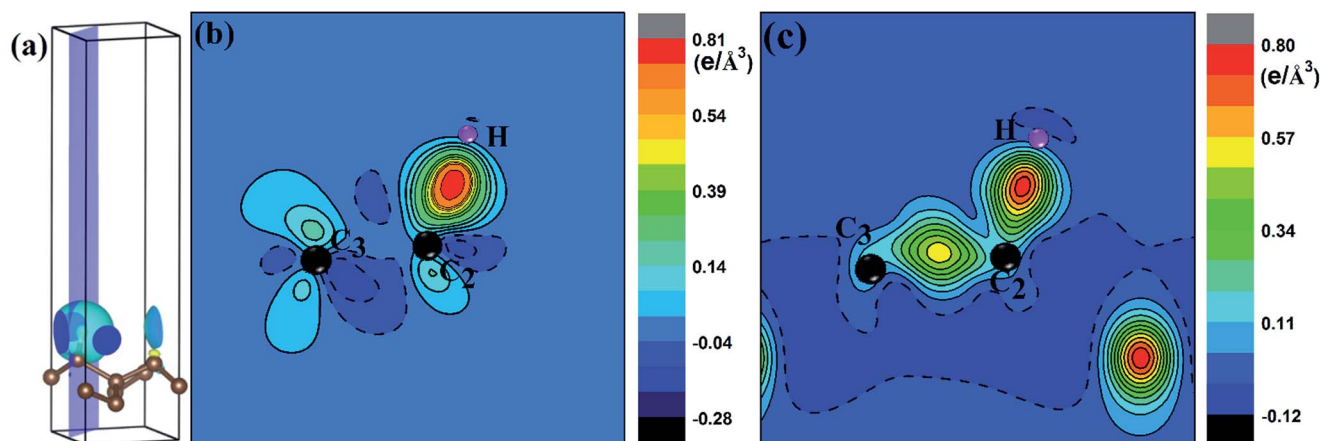 (a)
(b)
H
C3
C2
0.81
(e/Å³)
0.54
0.39
0.14
-0.04
-0.28
(c)
H
C3
C2
0.80
(e/Å³)
0.57
0.34
0.11
-0.12